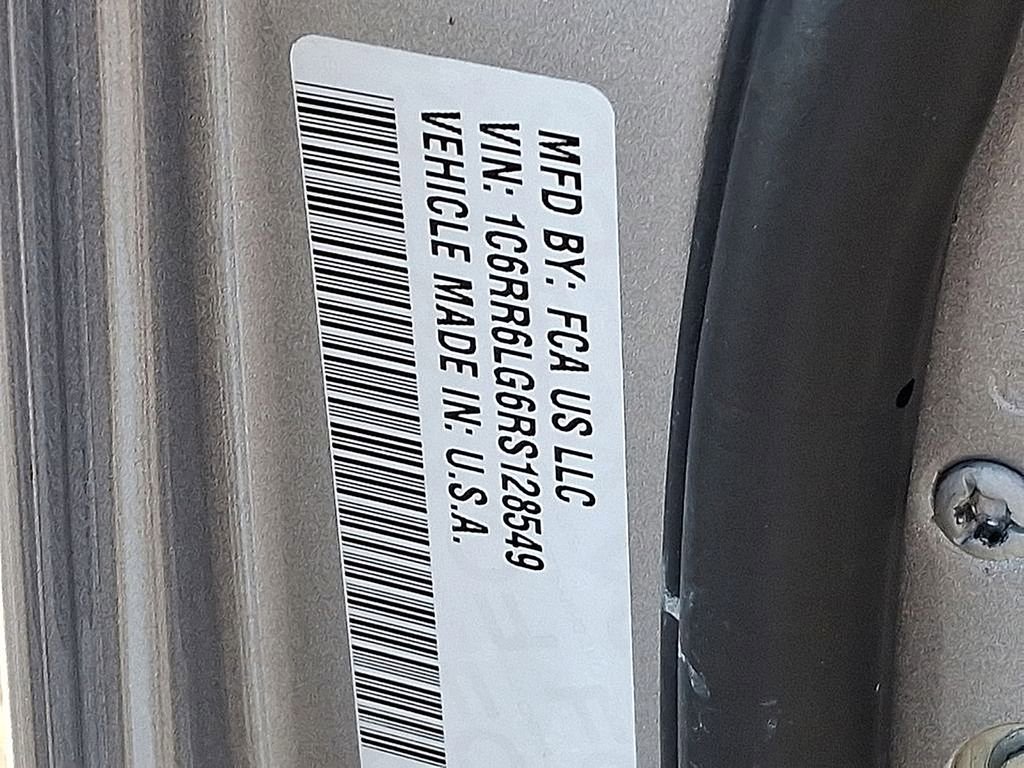 MFD BY: FCA US LLC
VIN: 1C6RR6LG6RS128549
VEHICLE MADE IN: U.S.A.